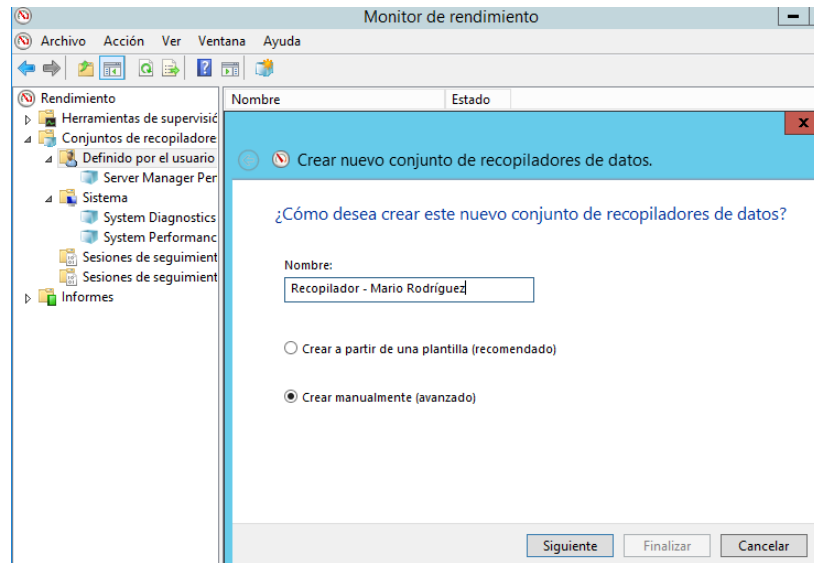 Monitor de rendimiento
Archivo Acción Ver Ventana Ayuda
Rendimiento
Herramientas de supervisió
Conjuntos de recopiladore
Definido por el usuario
Server Manager Per
Sistema
System Diagnostics
System Performanc
Sesiones de seguimient
Sesiones de seguimient
Informes
Nombre Estado
Crear nuevo conjunto de recopiladores de datos.
¿Cómo desea crear este nuevo conjunto de recopiladores de datos?
Nombre:
Recopilador - Mario Rodríguez
Crear a partir de una plantilla (recomendado)
Crear manualmente (avanzado)
Siguiente Finalizar Cancelar